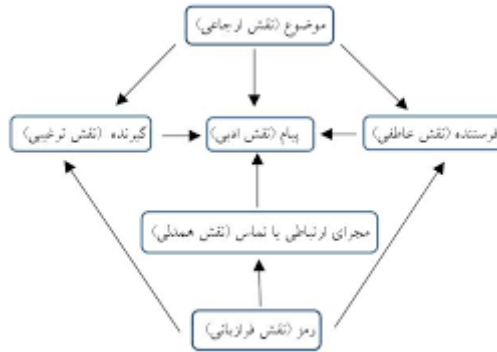 موضوع (نقش ارجاعی)
فرستنده (نقش عاطفی)
پیام (نقش ادبی)
گیرنده (نقش ترغیبی)
مجرای ارتباطی یا تماس (نقش همدلی)
رمز (نقش فرازبانی)